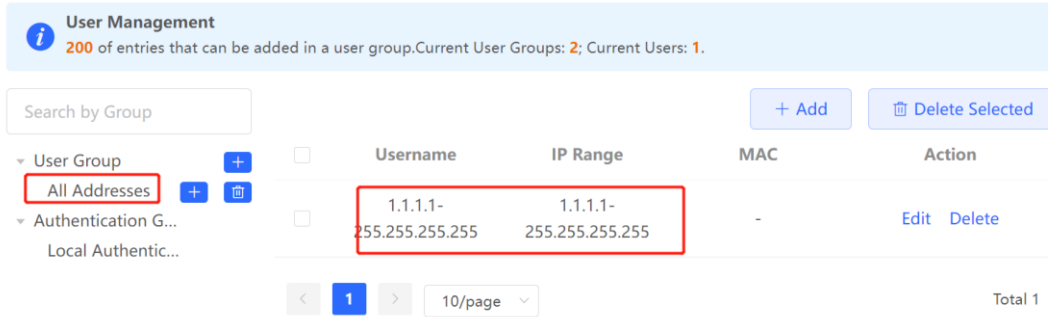 User Management
200 of entries that can be added in a user group.Current User Groups: 2; Current Users: 1.
Search by Group
+ Add
Delete Selected
User Group +
All Addresses +
Authentication G...
Local Authentic...
Username IP Range MAC Action
1.1.1.1- 1.1.1.1-
255.255.255.255 255.255.255.255 - Edit Delete
< 1 > 10/page Total 1